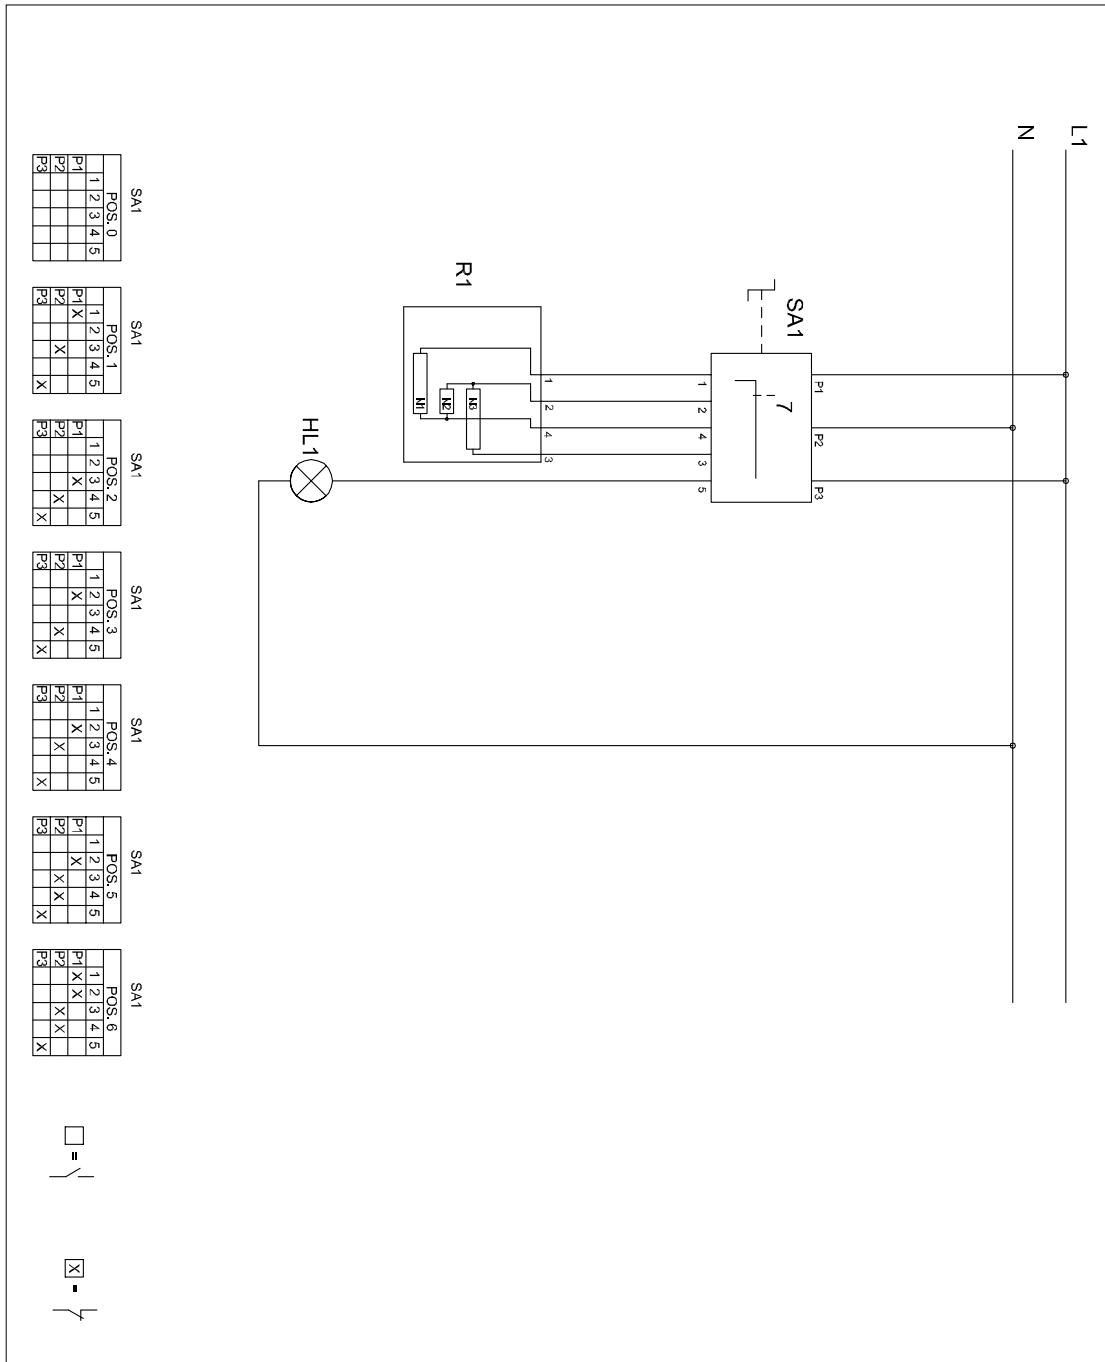 L1
N
P1 P2 P3
SA1
7
1 2 4 3 5
1 2 4 3
R1
N3
N2
N1
HL1
SA1 SA1 SA1 SA1 SA1 SA1 SA1
POS. 0 POS. 1 POS. 2 POS. 3 POS. 4 POS. 5 POS. 6
1 2 3 4 5 1 2 3 4 5 1 2 3 4 5 1 2 3 4 5 1 2 3 4 5 1 2 3 4 5 1 2 3 4 5
P1 P1 X P1 X P1 X P1 X P1 X P1 X X
P2 P2 X P2 X P2 X P2 X P2 X X P2 X X
P3 P3 X P3 X P3 X P3 X P3 X P3 X
= X =